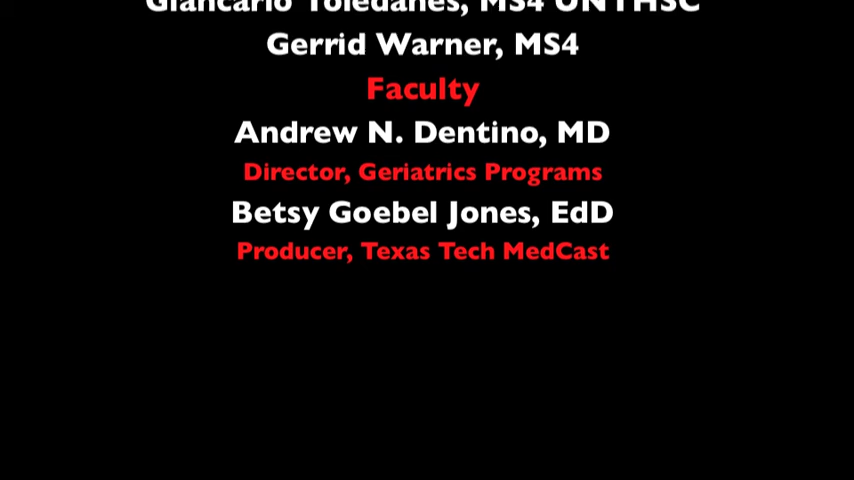 Giancarlo Toledanes, MS4 UNTHSC
Gerrid Warner, MS4
Faculty
Andrew N. Dentino, MD
Director, Geriatrics Programs
Betsy Goebel Jones, EdD
Producer, Texas Tech MedCast